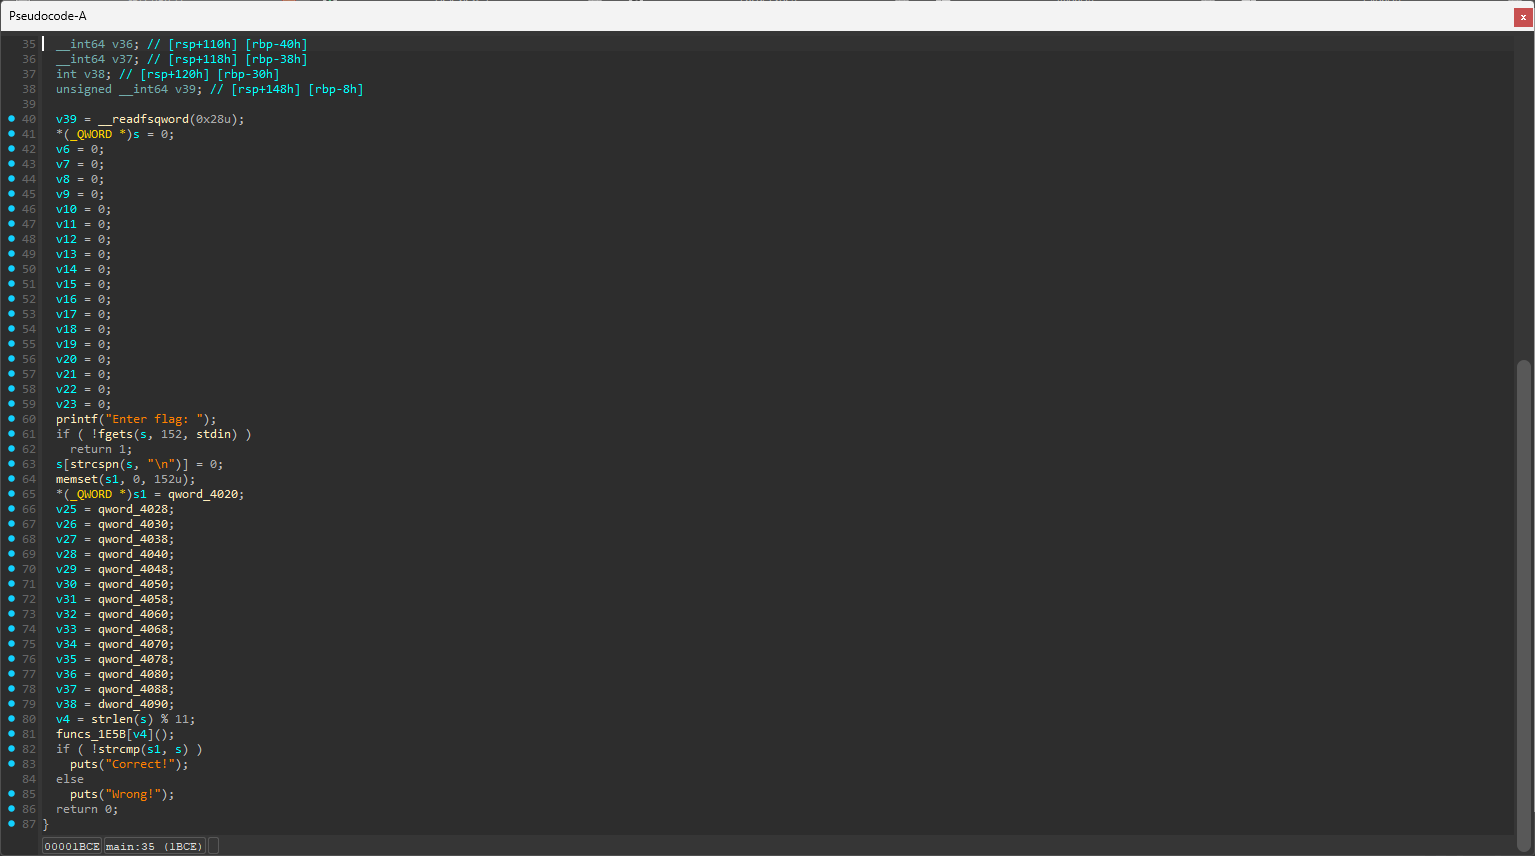 Pseudocode-A
x
35 __int64 v36; // [rsp+110h] [rbp-40h]
36 __int64 v37; // [rsp+118h] [rbp-38h]
37 int v38; // [rsp+120h] [rbp-30h]
38 unsigned __int64 v39; // [rsp+148h] [rbp-8h]
39
40 v39 = __readfsqword(0x28u);
41 *(_QWORD *)s = 0;
42 v6 = 0;
43 v7 = 0;
44 v8 = 0;
45 v9 = 0;
46 v10 = 0;
47 v11 = 0;
48 v12 = 0;
49 v13 = 0;
50 v14 = 0;
51 v15 = 0;
52 v16 = 0;
53 v17 = 0;
54 v18 = 0;
55 v19 = 0;
56 v20 = 0;
57 v21 = 0;
58 v22 = 0;
59 v23 = 0;
60 printf("Enter flag: ");
61 if ( !fgets(s, 152, stdin) )
62 return 1;
63 s[strcspn(s, "\n")] = 0;
64 memset(s1, 0, 152u);
65 *(_QWORD *)s1 = qword_4020;
66 v25 = qword_4028;
67 v26 = qword_4030;
68 v27 = qword_4038;
69 v28 = qword_4040;
70 v29 = qword_4048;
71 v30 = qword_4050;
72 v31 = qword_4058;
73 v32 = qword_4060;
74 v33 = qword_4068;
75 v34 = qword_4070;
76 v35 = qword_4078;
77 v36 = qword_4080;
78 v37 = qword_4088;
79 v38 = dword_4090;
80 v4 = strlen(s) % 11;
81 funcs_1E5B[v4]();
82 if ( !strcmp(s1, s) )
83 puts("Correct!");
84 else
85 puts("Wrong!");
86 return 0;
87 }
00001BCE main:35 (1BCE)